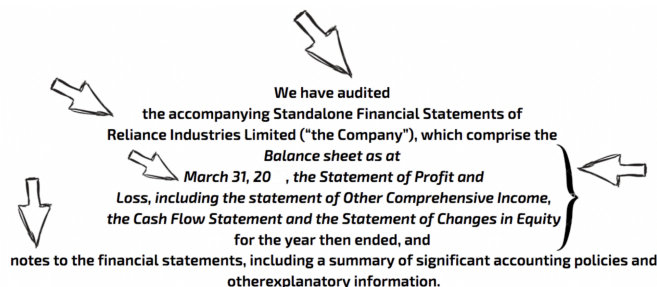 We have audited
the accompanying Standalone Financial Statements of
Reliance Industries Limited (“the Company”), which comprise the
Balance sheet as at
March 31, 20   , the Statement of Profit and
Loss, including the statement of Other Comprehensive Income,
the Cash Flow Statement and the Statement of Changes in Equity
for the year then ended, and
notes to the financial statements, including a summary of significant accounting policies and
otherexplanatory information.